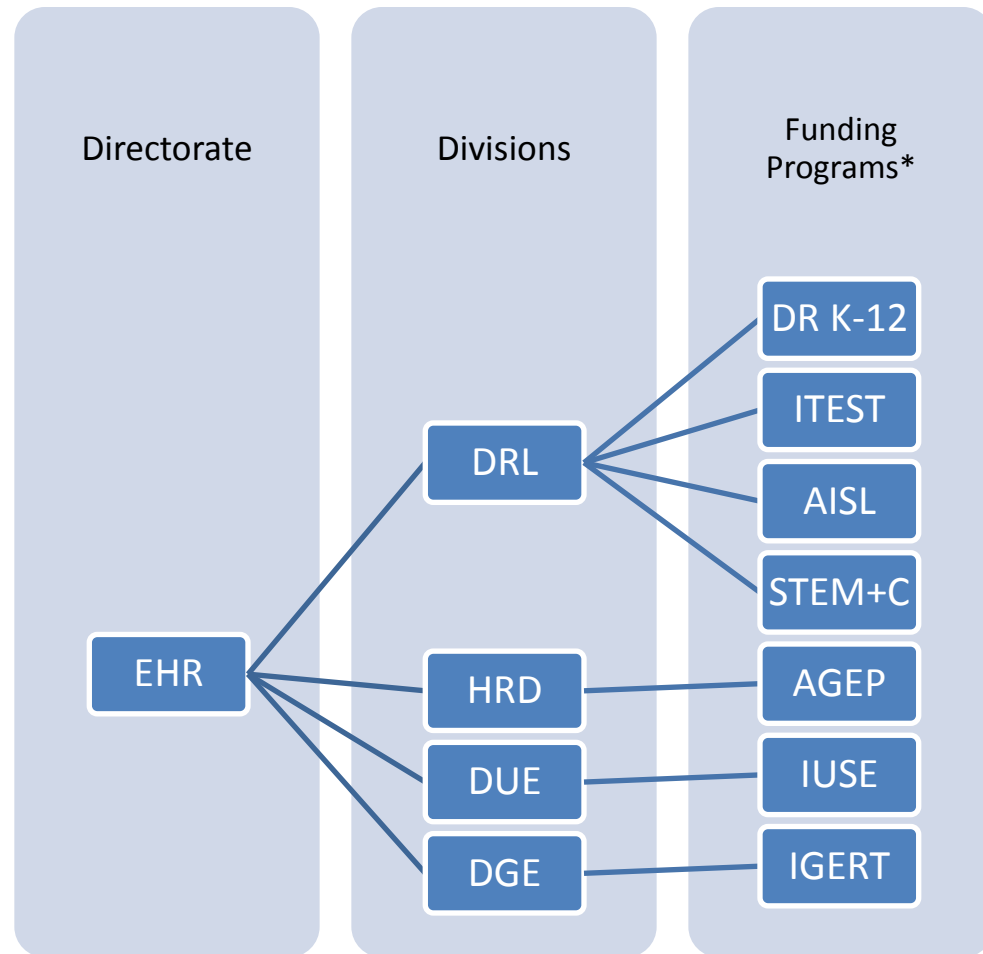 Directorate
Divisions
Funding
Programs*
EHR
DRL
HRD
DUE
DGE
DR K-12
ITEST
AISL
STEM+C
AGEP
IUSE
IGERT